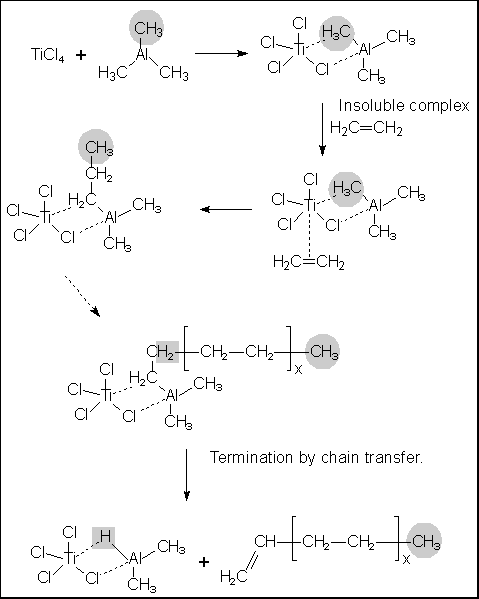 CH₃
TiCl₄ + Al
H₃C CH₃
Cl H₃C CH₃
Cl Ti Al
Cl Cl CH₃
Insoluble complex
H₂C=CH₂
CH₃
CH₂
Cl H₂C CH₃
Cl Ti Al
Cl Cl CH₃
Cl H₃C CH₃
Cl Ti Al
Cl Cl CH₃
H₂C=CH₂
CH₂ CH₂ CH₂ CH₃
x
Cl H₂C CH₃
Cl Ti Al
Cl Cl CH₃
Termination by chain transfer.
Cl H CH₃
Cl Ti Al
Cl Cl CH₃
+
CH CH₂ CH₂ CH₃
x
H₂C